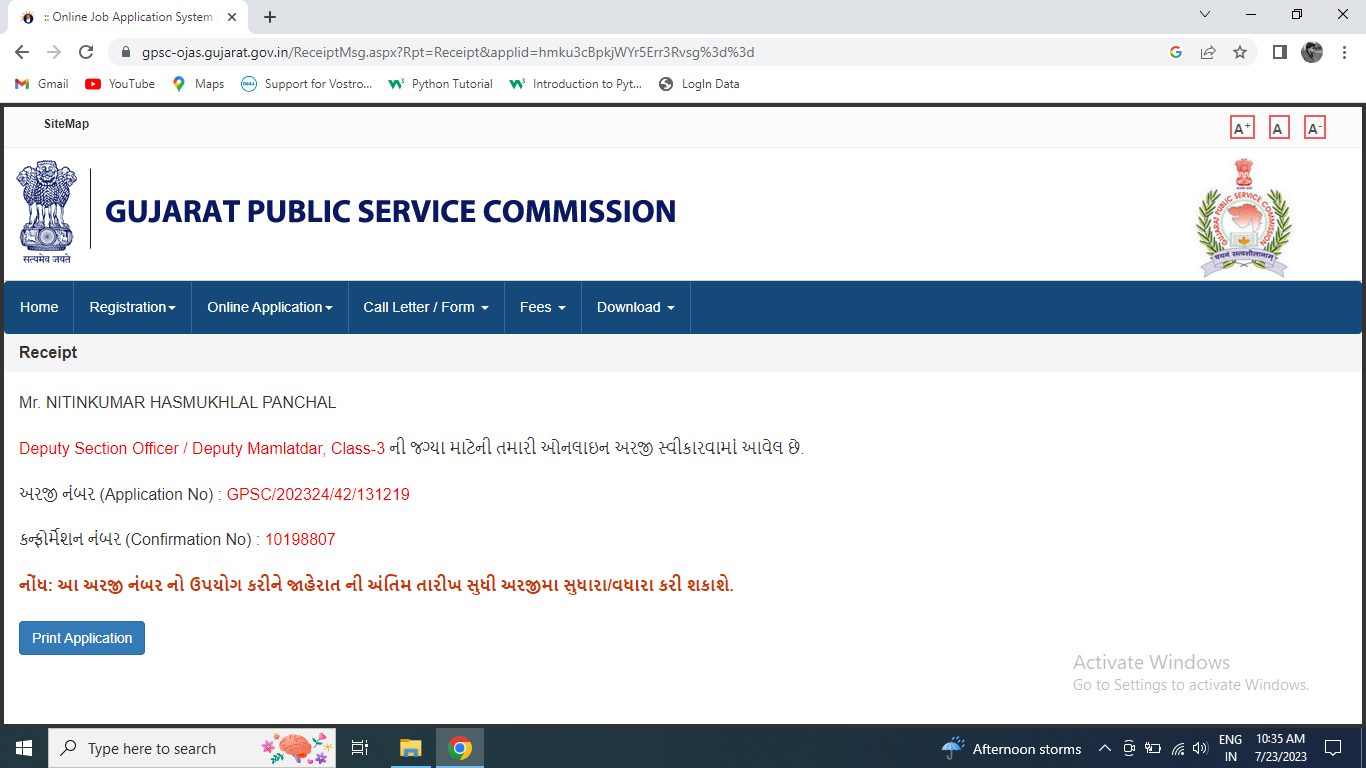 :: Online Job Application System
gpsc-ojas.gujarat.gov.in/ReceiptMsg.aspx?Rpt=Receipt&applid=hmku3cBpkjWYr5Err3Rvsg%3d%3d
Gmail YouTube Maps Support for Vostro... Python Tutorial Introduction to Pyt... LogIn Data
SiteMap A+ A A-
सत्यमेव जयते
GUJARAT PUBLIC SERVICE COMMISSION
GUJARAT PUBLIC SERVICE COMMISSION
Home Registration Online Application Call Letter / Form Fees Download
Receipt
Mr. NITINKUMAR HASMUKHLAL PANCHAL
Deputy Section Officer / Deputy Mamlatdar, Class-3 ની જગ્યા માટેની તમારી ઓનલાઇન અરજી સ્વીકારવામાં આવેલ છે.
અરજી નંબર (Application No) : GPSC/202324/42/131219
કન્ફોર્મેશન નંબર (Confirmation No) : 10198807
નોંધ: આ અરજી નંબર નો ઉપયોગ કરીને જાહેરાત ની અંતિમ તારીખ સુધી અરજીમા સુધારા/વધારા કરી શકાશે.
Print Application
Activate Windows
Go to Settings to activate Windows.
Type here to search
Afternoon storms
ENG
IN
10:35 AM
7/23/2023